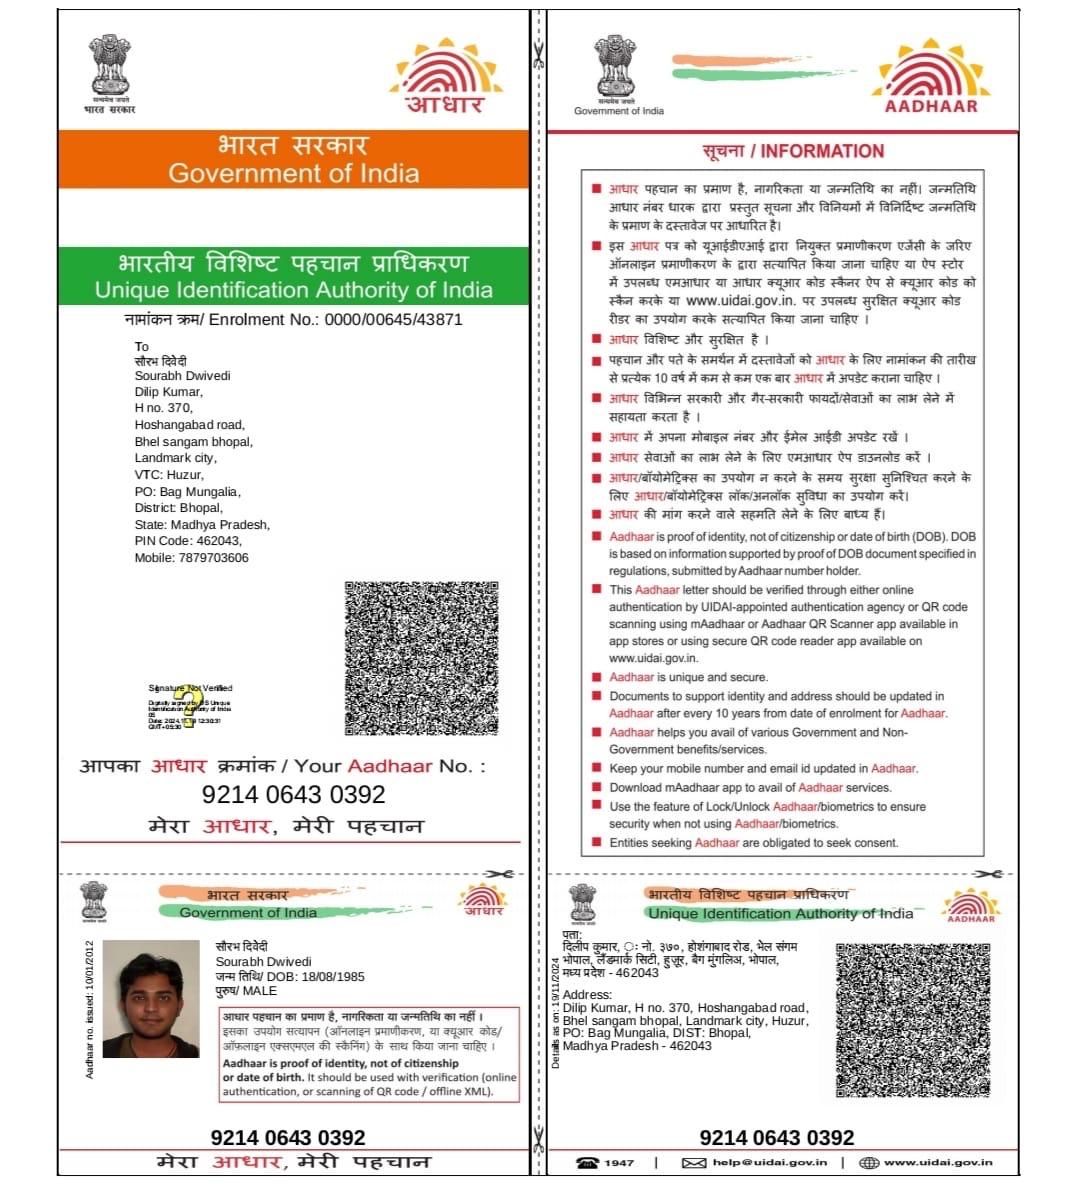 सत्यमेव जयते
भारत सरकार
आधार
भारत सरकार
Government of India
भारतीय विशिष्ट पहचान प्राधिकरण
Unique Identification Authority of India
नामांकन क्रम/ Enrolment No.: 0000/00645/43871
To
सौरभ दिवेदी
Sourabh Dwivedi
Dilip Kumar,
H no. 370,
Hoshangabad road,
Bhel sangam bhopal,
Landmark city,
VTC: Huzur,
PO: Bag Mungalia,
District: Bhopal,
State: Madhya Pradesh,
PIN Code: 462043,
Mobile: 7879703606
Signature Not Verified
Digitally signed by DS Unique
Identification Authority of India
05
GMT+05:30
आपका आधार क्रमांक / Your Aadhaar No. :
9214 0643 0392
मेरा आधार, मेरी पहचान
भारत सरकार
Government of India
आधार
Aadhaar no. issued: 10/01/2012
सौरभ दिवेदी
Sourabh Dwivedi
जन्म तिथि/ DOB: 18/08/1985
पुरुष/ MALE
आधार पहचान का प्रमाण है, नागरिकता या जन्मतिथि का नहीं ।
इसका उपयोग सत्यापन (ऑनलाइन प्रमाणीकरण, या क्यूआर कोड/
ऑफ़लाइन एक्सएमएल की स्कैनिंग) के साथ किया जाना चाहिए ।
Aadhaar is proof of identity, not of citizenship
or date of birth. It should be used with verification (online
authentication, or scanning of QR code / offline XML).
9214 0643 0392
मेरा आधार, मेरी पहचान
सत्यमेव जयते
Government of India
AADHAAR
सूचना / INFORMATION
आधार पहचान का प्रमाण है, नागरिकता या जन्मतिथि का नहीं। जन्मतिथि
आधार नंबर धारक द्वारा प्रस्तुत सूचना और विनियमों में विनिर्दिष्ट जन्मतिथि
के प्रमाण के दस्तावेज पर आधारित है।
इस आधार पत्र को यूआईडीएआई द्वारा नियुक्त प्रमाणीकरण एजेंसी के जरिए
ऑनलाइन प्रमाणीकरण के द्वारा सत्यापित किया जाना चाहिए या ऐप स्टोर
में उपलब्ध एमआधार या आधार क्यूआर कोड स्कैनर ऐप से क्यूआर कोड को
स्कैन करके या www.uidai.gov.in. पर उपलब्ध सुरक्षित क्यूआर कोड
रीडर का उपयोग करके सत्यापित किया जाना चाहिए ।
आधार विशिष्ट और सुरक्षित है ।
पहचान और पते के समर्थन में दस्तावेजों को आधार के लिए नामांकन की तारीख
से प्रत्येक 10 वर्ष में कम से कम एक बार आधार में अपडेट कराना चाहिए ।
आधार विभिन्न सरकारी और गैर-सरकारी फायदों/सेवाओं का लाभ लेने में
सहायता करता है ।
आधार में अपना मोबाइल नंबर और ईमेल आईडी अपडेट रखें ।
आधार सेवाओं का लाभ लेने के लिए एमआधार ऐप डाउनलोड करें ।
आधार/बॉयोमेट्रिक्स का उपयोग न करने के समय सुरक्षा सुनिश्चित करने के
लिए आधार/बॉयोमेट्रिक्स लॉक/अनलॉक सुविधा का उपयोग करें।
आधार की मांग करने वाले सहमति लेने के लिए बाध्य हैं।
Aadhaar is proof of identity, not of citizenship or date of birth (DOB). DOB
is based on information supported by proof of DOB document specified in
regulations, submitted by Aadhaar number holder.
This Aadhaar letter should be verified through either online
authentication by UIDAI-appointed authentication agency or QR code
scanning using mAadhaar or Aadhaar QR Scanner app available in
app stores or using secure QR code reader app available on
www.uidai.gov.in.
Aadhaar is unique and secure.
Documents to support identity and address should be updated in
Aadhaar after every 10 years from date of enrolment for Aadhaar.
Aadhaar helps you avail of various Government and Non-
Government benefits/services.
Keep your mobile number and email id updated in Aadhaar.
Download mAadhaar app to avail of Aadhaar services.
Use the feature of Lock/Unlock Aadhaar/biometrics to ensure
security when not using Aadhaar/biometrics.
Entities seeking Aadhaar are obligated to seek consent.
भारतीय विशिष्ट पहचान प्राधिकरण
Unique Identification Authority of India
AADHAAR
Details as on: 19/11/2024
पता:
दिलीप कुमार, ः नो. ३७०, होशंगाबाद रोड, भेल संगम
भोपाल, लैंडमार्क सिटी, हुजूर, बैग मुंगलिअ, भोपाल,
मध्य प्रदेश - 462043
Address:
Dilip Kumar, H no. 370, Hoshangabad road,
Bhel sangam bhopal, Landmark city, Huzur,
PO: Bag Mungalia, DIST: Bhopal,
Madhya Pradesh - 462043
9214 0643 0392
1947 | help@uidai.gov.in | www.uidai.gov.in